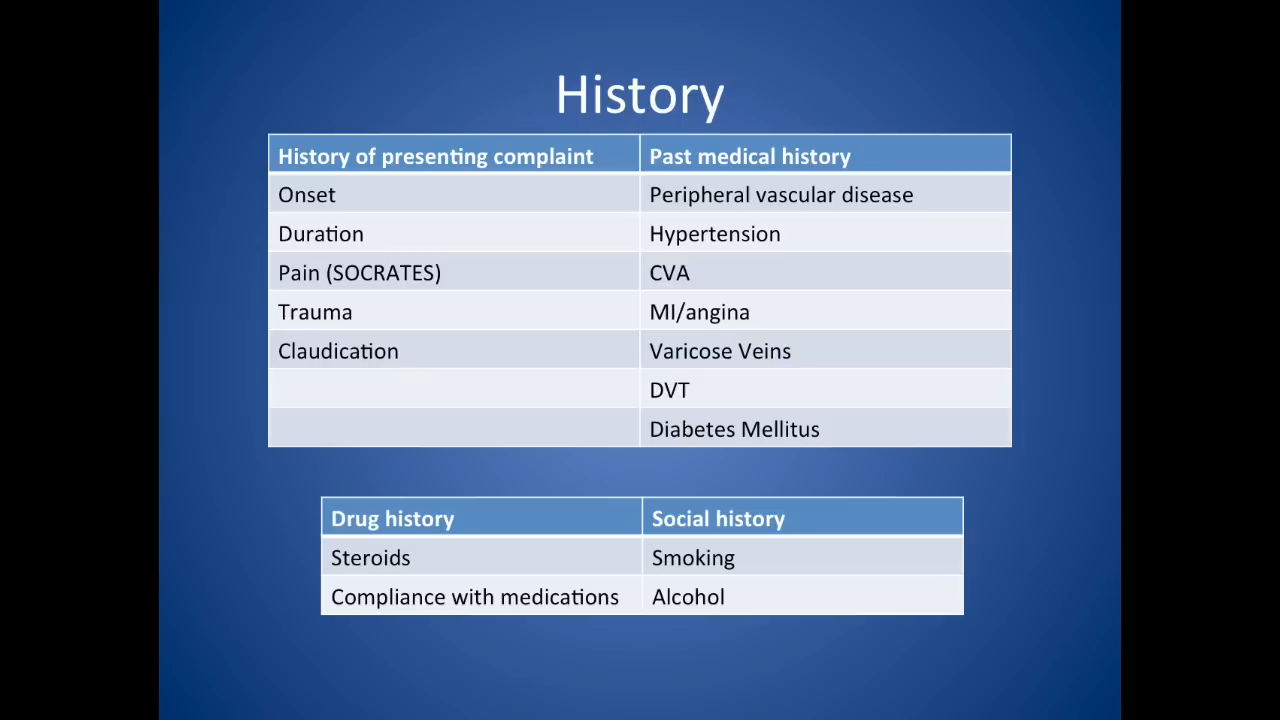 History
History of presenting complaint Past medical history
Onset Peripheral vascular disease
Duration Hypertension
Pain (SOCRATES) CVA
Trauma MI/angina
Claudication Varicose Veins
DVT
Diabetes Mellitus
Drug history Social history
Steroids Smoking
Compliance with medications Alcohol